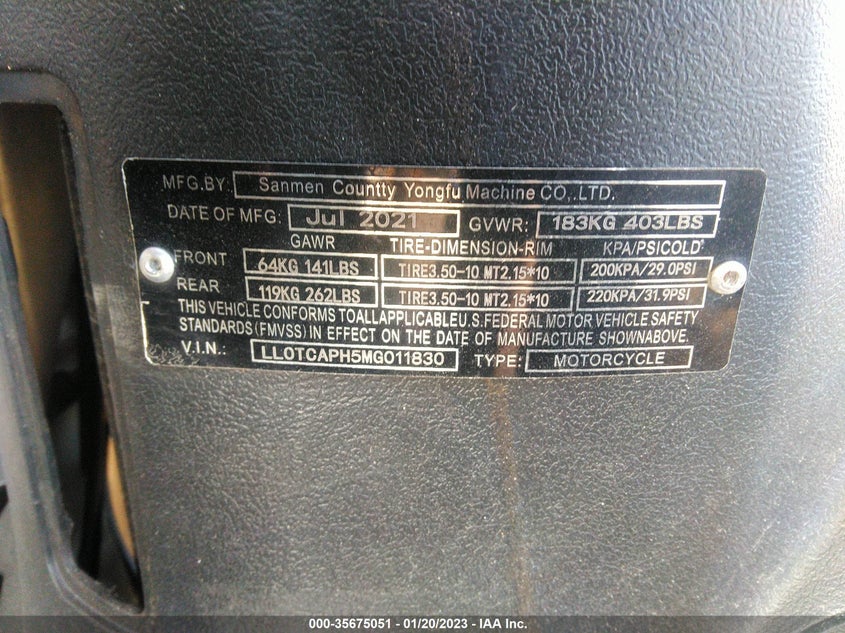 MFG.BY: Sanmen Countty Yongfu Machine CO,.LTD.
DATE OF MFG: Jul 2021 GVWR: 183KG 403LBS
GAWR TIRE-DIMENSION-RIM KPA/PSICOLD
FRONT 64KG 141LBS TIRE3.50-10 MT2.15*10 200KPA/29.0PSI
REAR 119KG 262LBS TIRE3.50-10 MT2.15*10 220KPA/31.9PSI
THIS VEHICLE CONFORMS TOALLAPPLICABLEU.S.FEDERAL MOTOR VEHICLE SAFETY
STANDARDS(FMVSS) IN EFFECT ON THE DATE OF MANUFACTURE SHOWNABOVE.
V.I.N.: LL0TCAPH5MG011830 TYPE: MOTORCYCLE
000-35675051 - 01/20/2023 - © IAA Inc.